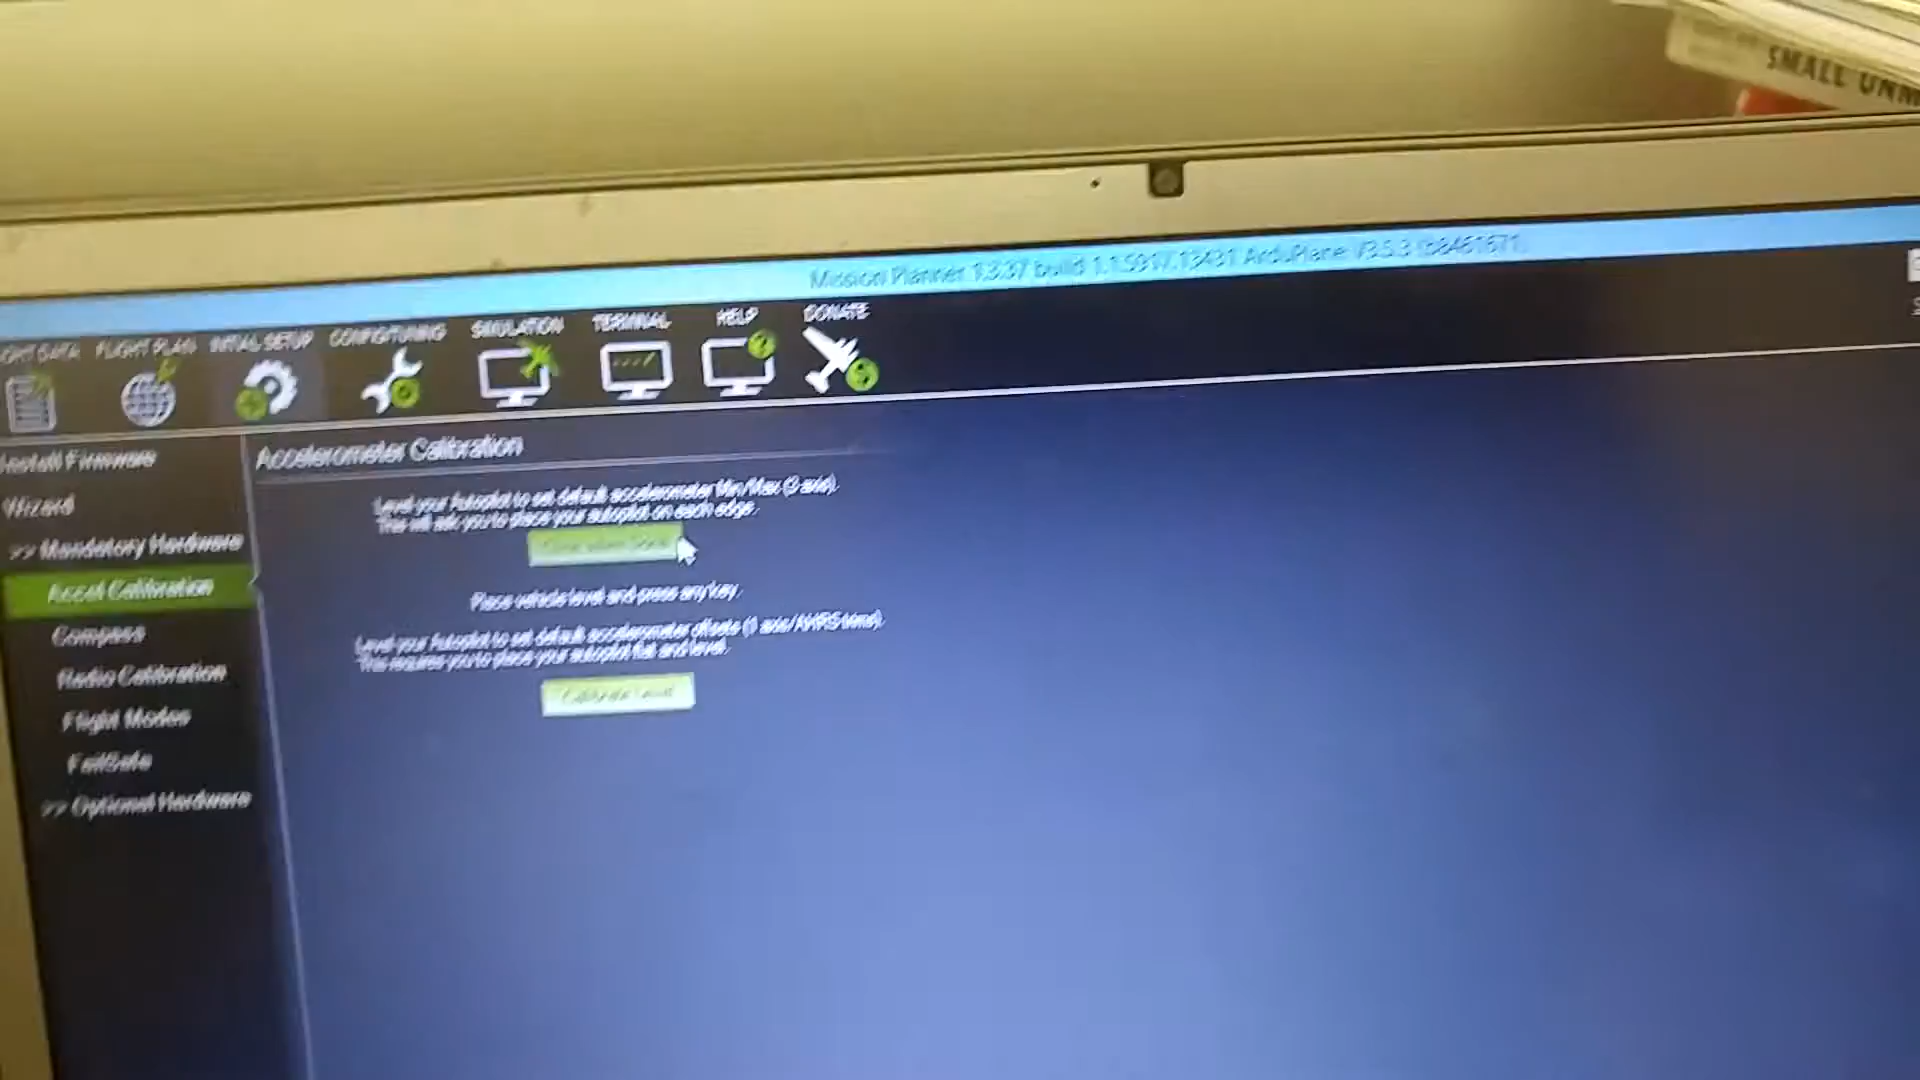 SMALL UNM
Mission Planner 1.3.37 build 1.1.5917.13431 ArduPlane V3.5.3
GHT DATA FLIGHT PLAN INITIAL SETUP CONFIG/TUNING SIMULATION TERMINAL HELP DONATE
Install Firmware
Wizard
>> Mandatory Hardware
Accel Calibration
Compass
Radio Calibration
Flight Modes
FailSafe
>> Optional Hardware
Accelerometer Calibration
Level your Autopilot to set default accelerometer Min/Max (3 axis).
This will ask you to place your autopilot on each edge.
Click when Done
Place vehicle level and press any key.
Level your Autopilot to set default accelerometer offsets (1 axis/AHRS trims).
This requires you to place your autopilot flat and level.
Calibrate Level